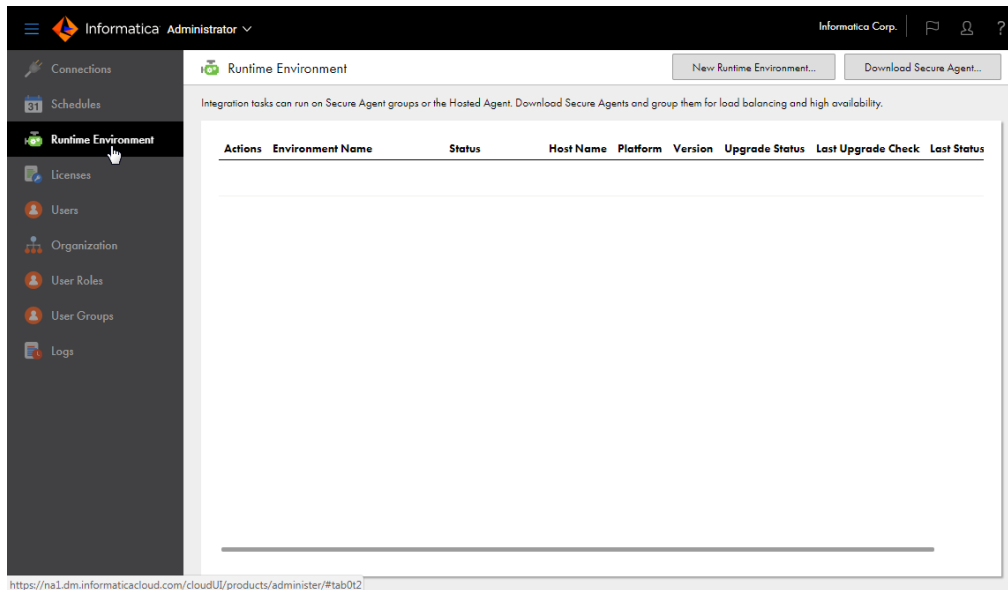 Informatica Administrator
Informatica Corp.
?
Connections
31 Schedules
Runtime Environment
Licenses
Users
Organization
User Roles
User Groups
Logs
Runtime Environment
New Runtime Environment...
Download Secure Agent...
Integration tasks can run on Secure Agent groups or the Hosted Agent. Download Secure Agents and group them for load balancing and high availability.
Actions Environment Name Status Host Name Platform Version Upgrade Status Last Upgrade Check Last Status
https://na1.dm.informaticacloud.com/cloudUI/products/administer/#tab0t2